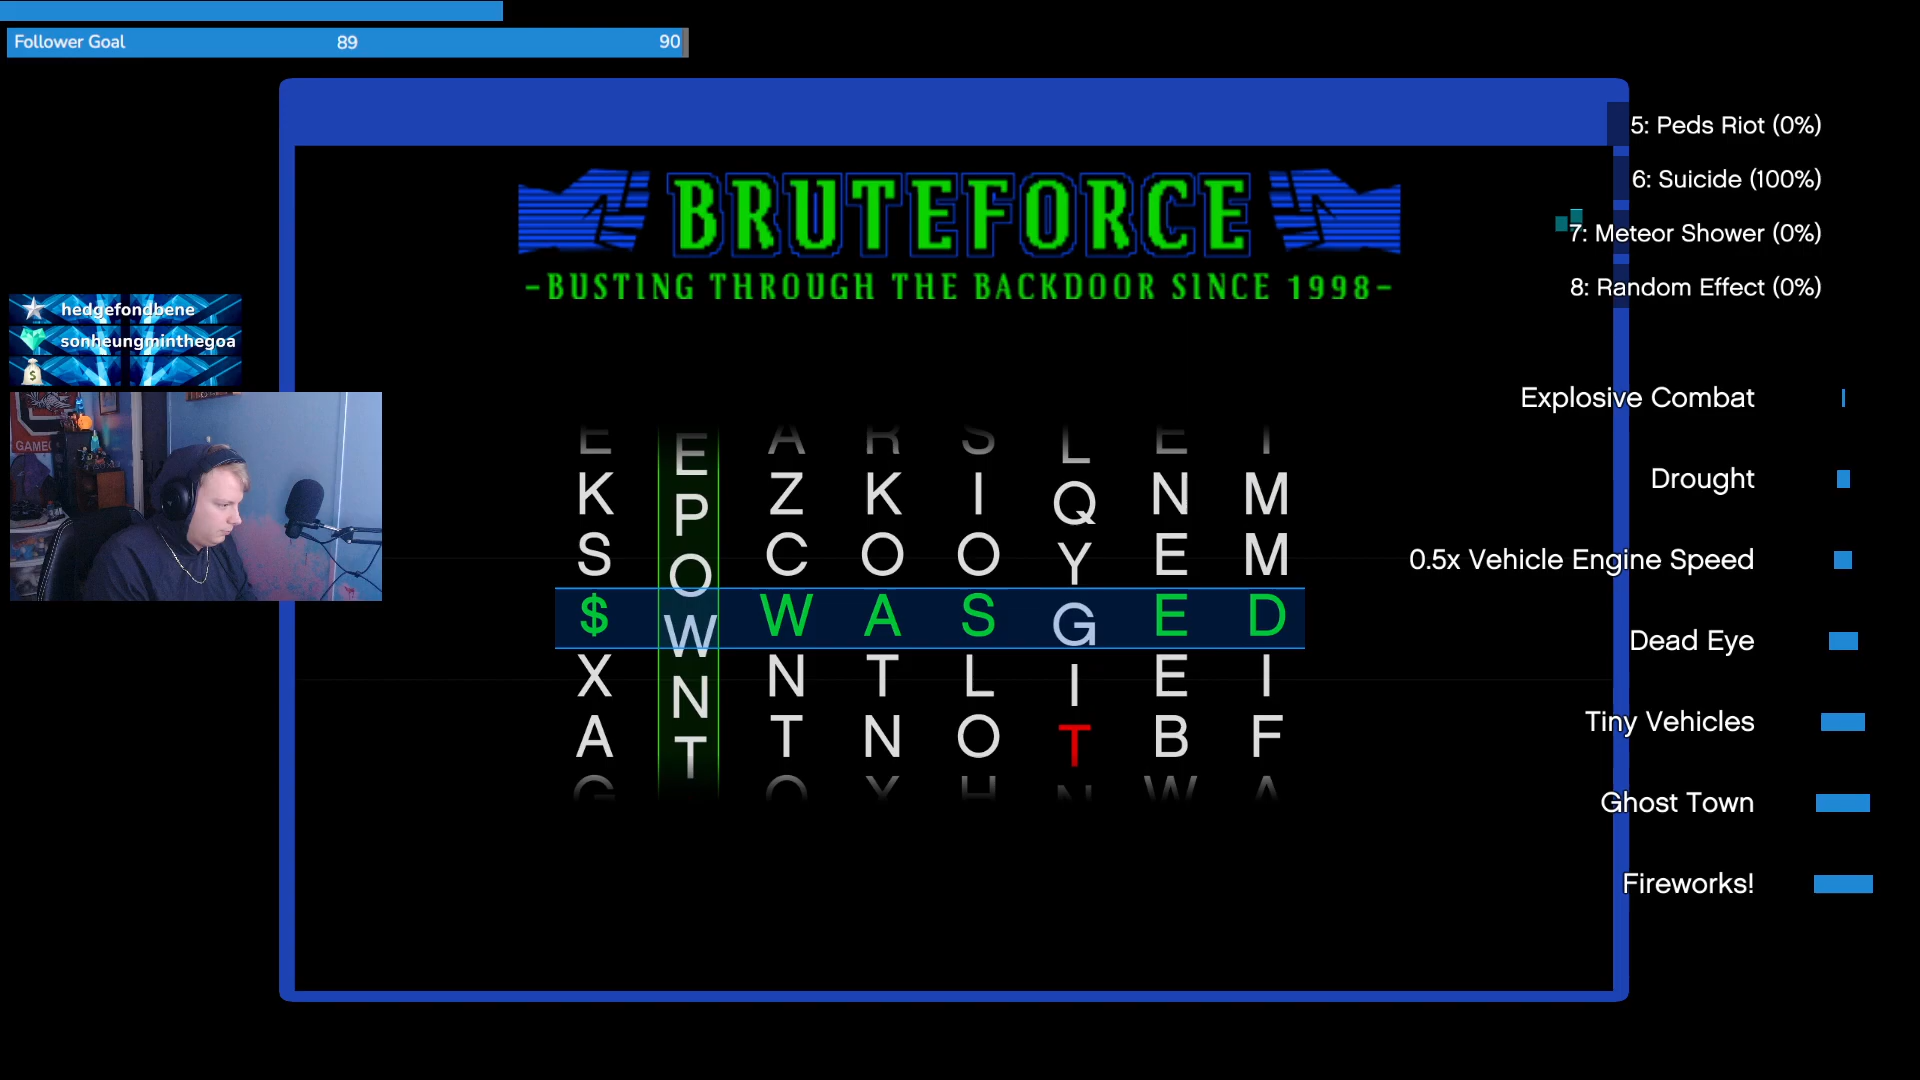 Follower Goal 89 90
BRUTEFORCE
-BUSTING THROUGH THE BACKDOOR SINCE 1998-
5: Peds Riot (0%)
6: Suicide (100%)
7: Meteor Shower (0%)
8: Random Effect (0%)
hedgefondbene
sonheungminthegoa
GAMEC
E E A R S L E I
K P Z K I Q N M
S O C O O Y E M
$ W W A S G E D
X N N T L I E I
A T T N O T B F
G O Y H N W A
Explosive Combat
Drought
0.5x Vehicle Engine Speed
Dead Eye
Tiny Vehicles
Ghost Town
Fireworks!